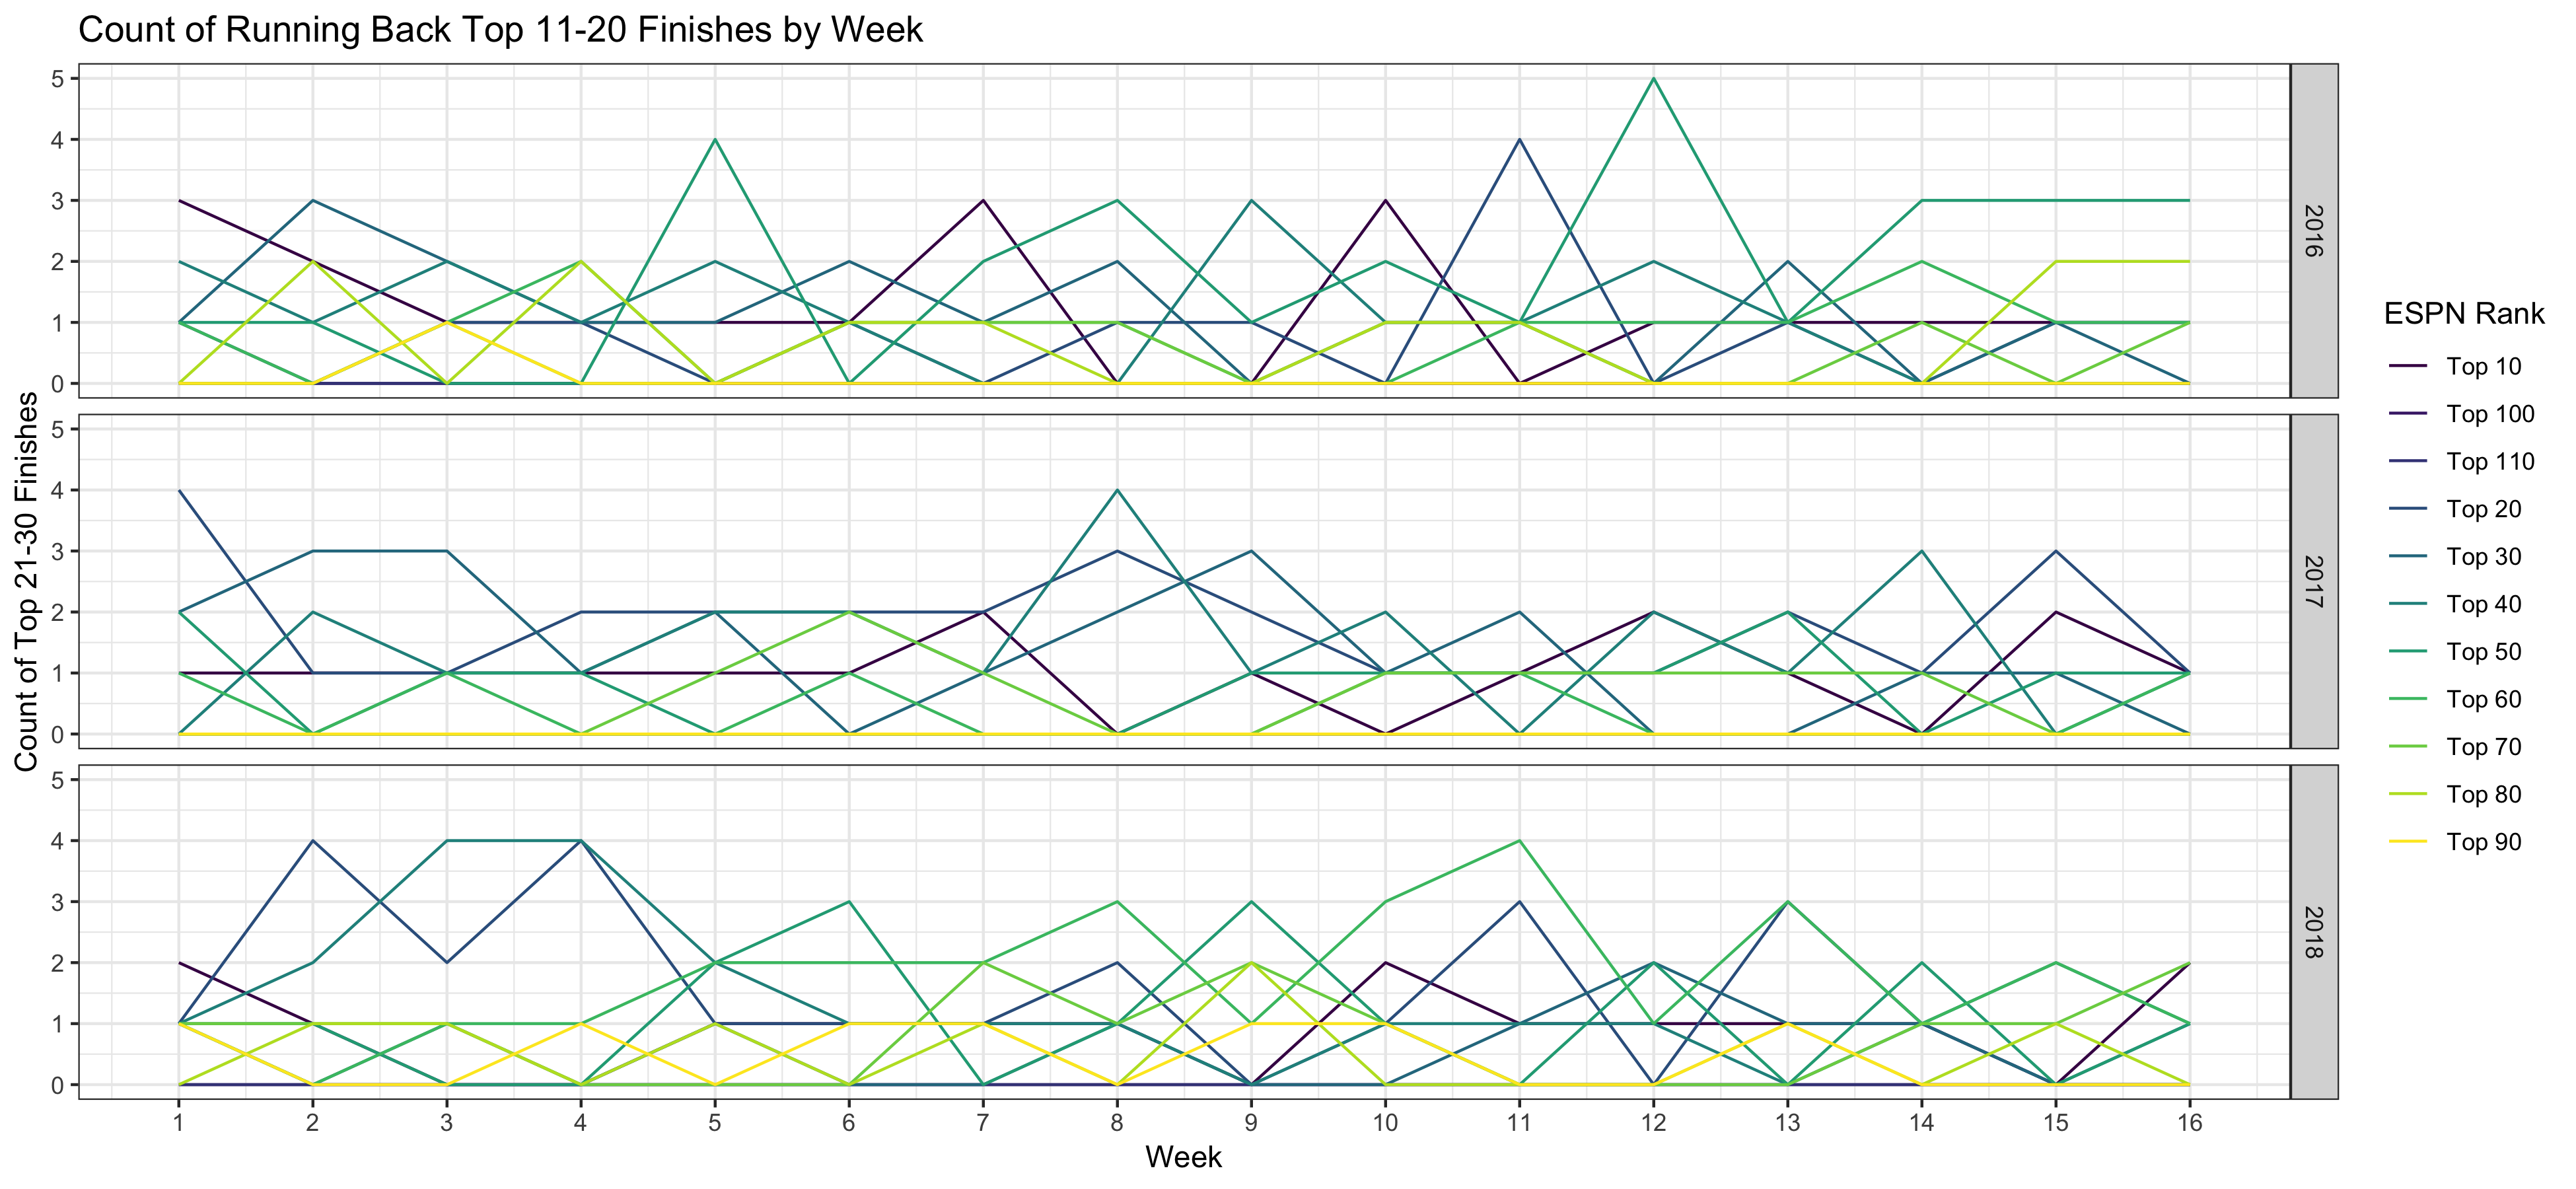 Count of Running Back Top 11-20 Finishes by Week
Count of Top 21-30 Finishes
5
4
3
2
1
0
2016
5
4
3
2
1
0
2017
5
4
3
2
1
0
2018
1 2 3 4 5 6 7 8 9 10 11 12 13 14 15 16
Week
ESPN Rank
Top 10
Top 100
Top 110
Top 20
Top 30
Top 40
Top 50
Top 60
Top 70
Top 80
Top 90